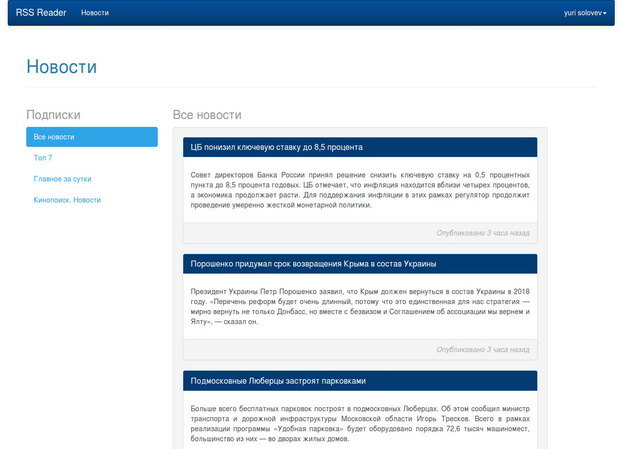 RSS Reader Новости yuri solovev
Новости
Подписки
Все новости
Топ 7
Главное за сутки
Кинопоиск. Новости
Все новости
ЦБ понизил ключевую ставку до 8,5 процента
Совет директоров Банка России принял решение снизить ключевую ставку на 0,5 процентных
пункта до 8,5 процента годовых. ЦБ отмечает, что инфляция находится вблизи четырех процентов,
а экономика продолжает расти. Для поддержания инфляции в этих рамках регулятор продолжит
проведение умеренно жесткой монетарной политики.
Опубликовано 3 часа назад
Порошенко придумал срок возвращения Крыма в состав Украины
Президент Украины Петр Порошенко заявил, что Крым должен вернуться в состав Украины в 2018
году. «Перечень реформ будет очень длинный, потому что это единственная для нас стратегия —
мирно вернуть не только Донбасс, но вместе с безвизом и Соглашением об ассоциации мы вернем и
Ялту», — сказал он.
Опубликовано 3 часа назад
Подмосковные Люберцы застроят парковками
Больше всего бесплатных парковок построят в подмосковных Люберцах. Об этом сообщил министр
транспорта и дорожной инфраструктуры Московской области Игорь Тресков. Всего в рамках
реализации программы «Удобная парковка» будет оборудовано порядка 72,6 тысяч машиномест,
большинство из них — во дворах жилых домов.